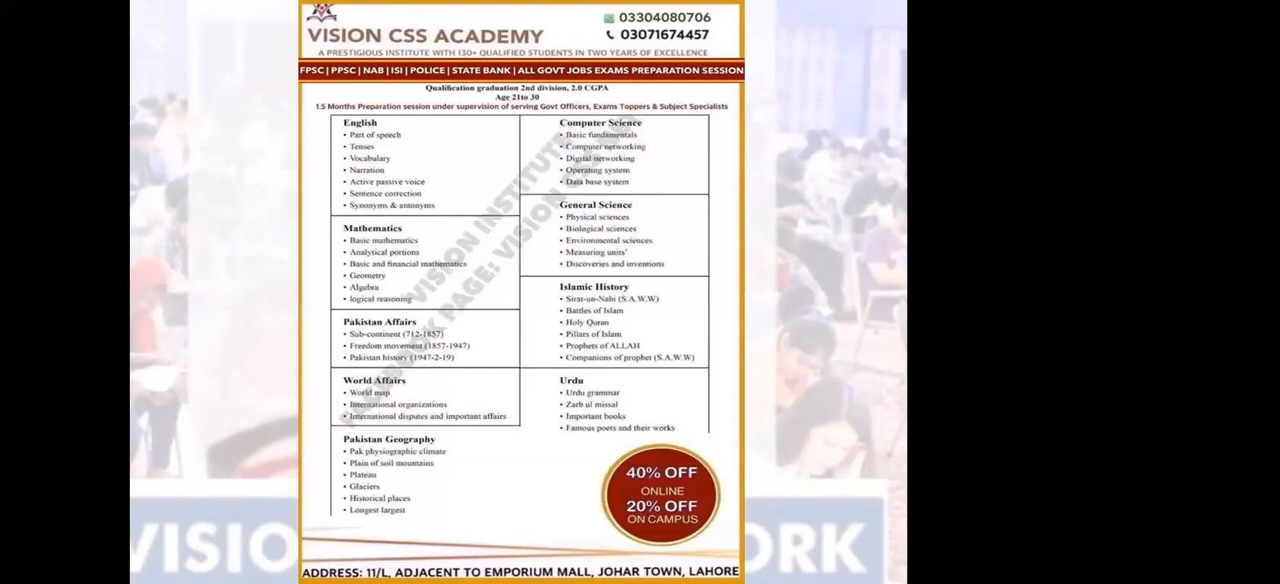 03304080706
03071674457
VISION CSS ACADEMY
A PRESTIGIOUS INSTITUTE WITH 130+ QUALIFIED STUDENTS IN TWO YEARS OF EXCELLENCE
FPSC | PPSC | NAB | ISI | POLICE | STATE BANK | ALL GOVT JOBS EXAMS PREPARATION SESSION
Qualification graduation 2nd division, 2.0 CGPA
Age 21to 30
1.5 Months Preparation session under supervision of serving Govt Officers, Exams Toppers & Subject Specialists
English
• Part of speech
• Tenses
• Vocabulary
• Narration
• Active passive voice
• Sentence correction
• Synonyms & antonyms
Mathematics
• Basic mathematics
• Analytical portions
• Basic and financial mathematics
• Geometry
• Algebra
• logical reasoning
Pakistan Affairs
• Sub-continent (712-1857)
• Freedom movement (1857-1947)
• Pakistan history (1947-2-19)
World Affairs
• World map
• International organizations
• International disputes and important affairs
Pakistan Geography
• Pak physiographic climate
• Plain of soil mountains
• Plateau
• Glaciers
• Historical places
• Longest largest
Computer Science
• Basic fundamentals
• Computer networking
• Digital networking
• Operating system
• Data base system
General Science
• Physical sciences
• Biological sciences
• Environmental sciences
• Measuring units'
• Discoveries and inventions
Islamic History
• Sirat-un-Nabi (S.A.W.W)
• Battles of Islam
• Holy Quran
• Pillars of Islam
• Prophets of ALLAH
• Companions of prophet (S.A.W.W)
Urdu
• Urdu grammar
• Zarb ul missal
• Important books
• Famous poets and their works
VISION INSTITUTE
FACEBOOK PAGE: VISION CSS
40% OFF
ONLINE
20% OFF
ON CAMPUS
VISIO
ORK
ADDRESS: 11/L, ADJACENT TO EMPORIUM MALL, JOHAR TOWN, LAHORE